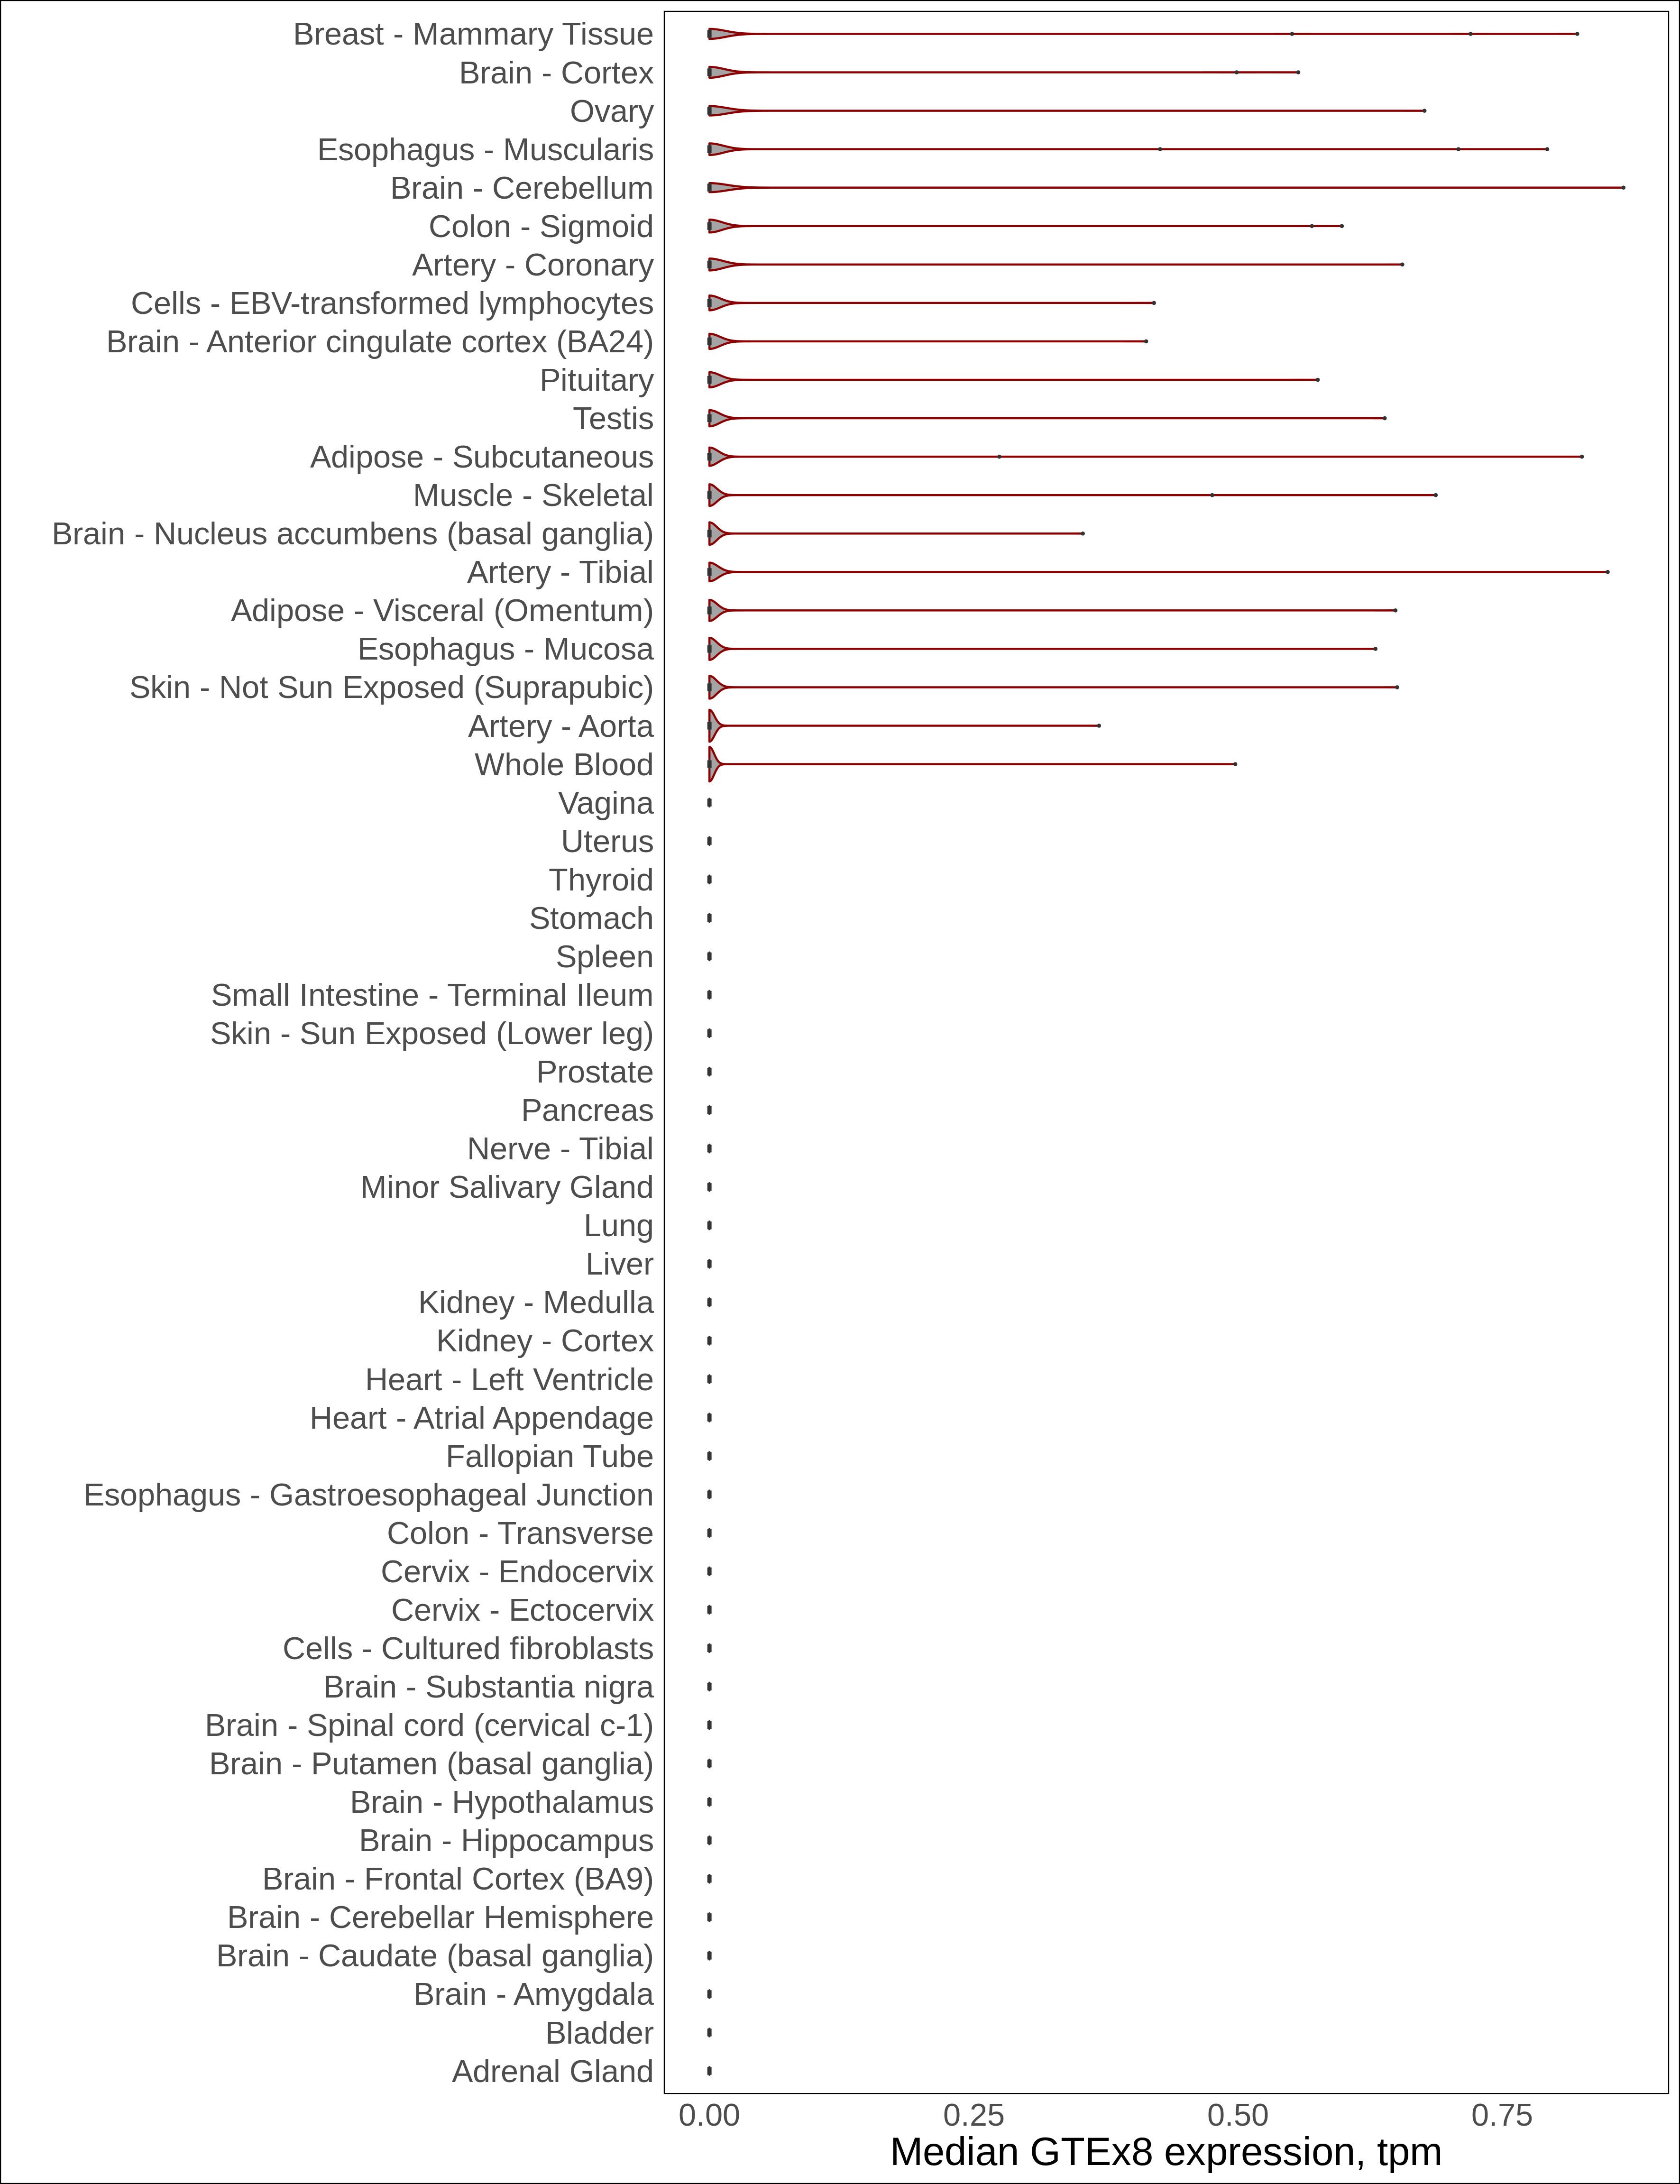 Breast - Mammary Tissue
Brain - Cortex
Ovary
Esophagus - Muscularis
Brain - Cerebellum
Colon - Sigmoid
Artery - Coronary
Cells - EBV-transformed lymphocytes
Brain - Anterior cingulate cortex (BA24)
Pituitary
Testis
Adipose - Subcutaneous
Muscle - Skeletal
Brain - Nucleus accumbens (basal ganglia)
Artery - Tibial
Adipose - Visceral (Omentum)
Esophagus - Mucosa
Skin - Not Sun Exposed (Suprapubic)
Artery - Aorta
Whole Blood
Vagina
Uterus
Thyroid
Stomach
Spleen
Small Intestine - Terminal Ileum
Skin - Sun Exposed (Lower leg)
Prostate
Pancreas
Nerve - Tibial
Minor Salivary Gland
Lung
Liver
Kidney - Medulla
Kidney - Cortex
Heart - Left Ventricle
Heart - Atrial Appendage
Fallopian Tube
Esophagus - Gastroesophageal Junction
Colon - Transverse
Cervix - Endocervix
Cervix - Ectocervix
Cells - Cultured fibroblasts
Brain - Substantia nigra
Brain - Spinal cord (cervical c-1)
Brain - Putamen (basal ganglia)
Brain - Hypothalamus
Brain - Hippocampus
Brain - Frontal Cortex (BA9)
Brain - Cerebellar Hemisphere
Brain - Caudate (basal ganglia)
Brain - Amygdala
Bladder
Adrenal Gland
0.00 0.25 0.50 0.75
Median GTEx8 expression, tpm